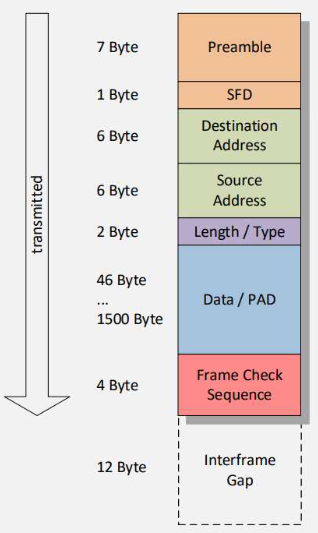 7 Byte
Preamble
1 Byte
SFD
6 Byte
Destination
Address
6 Byte
Source
Address
2 Byte
Length / Type
46 Byte
...
1500 Byte
Data / PAD
4 Byte
Frame Check
Sequence
12 Byte
Interframe
Gap
transmitted